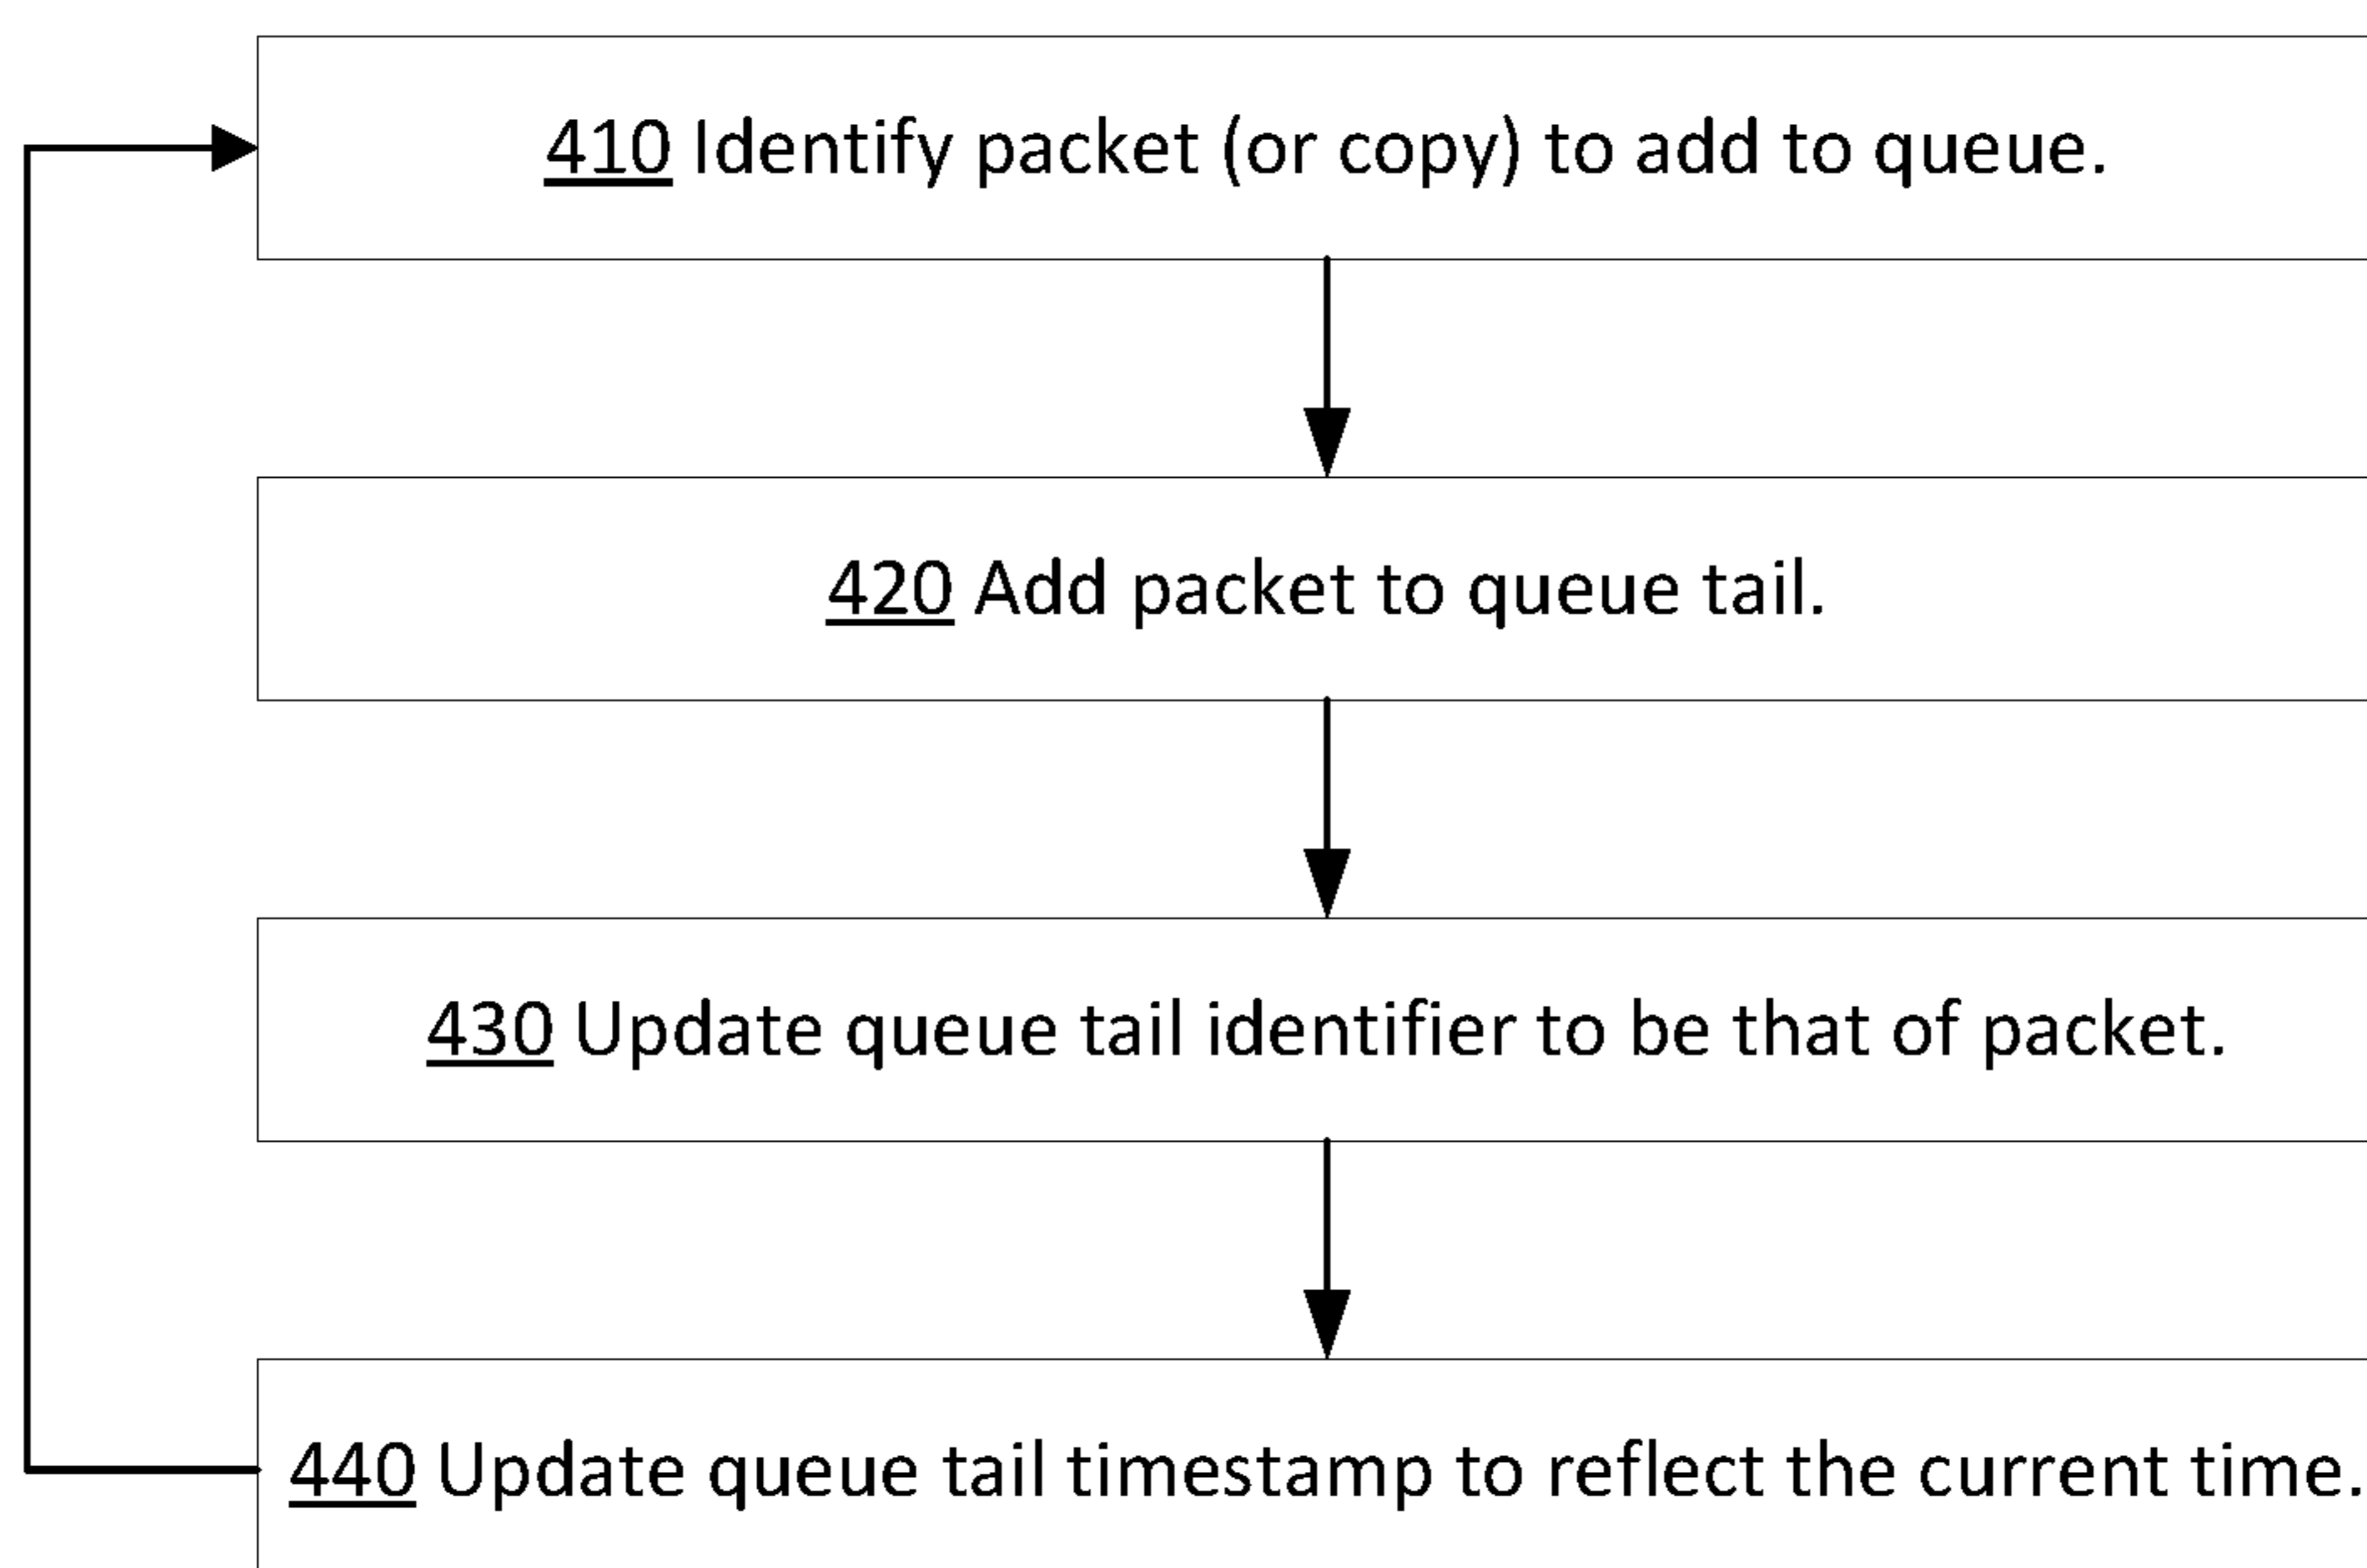 410 Identify packet (or copy) to add to queue.
420 Add packet to queue tail.
430 Update queue tail identifier to be that of packet.
440 Update queue tail timestamp to reflect the current time.